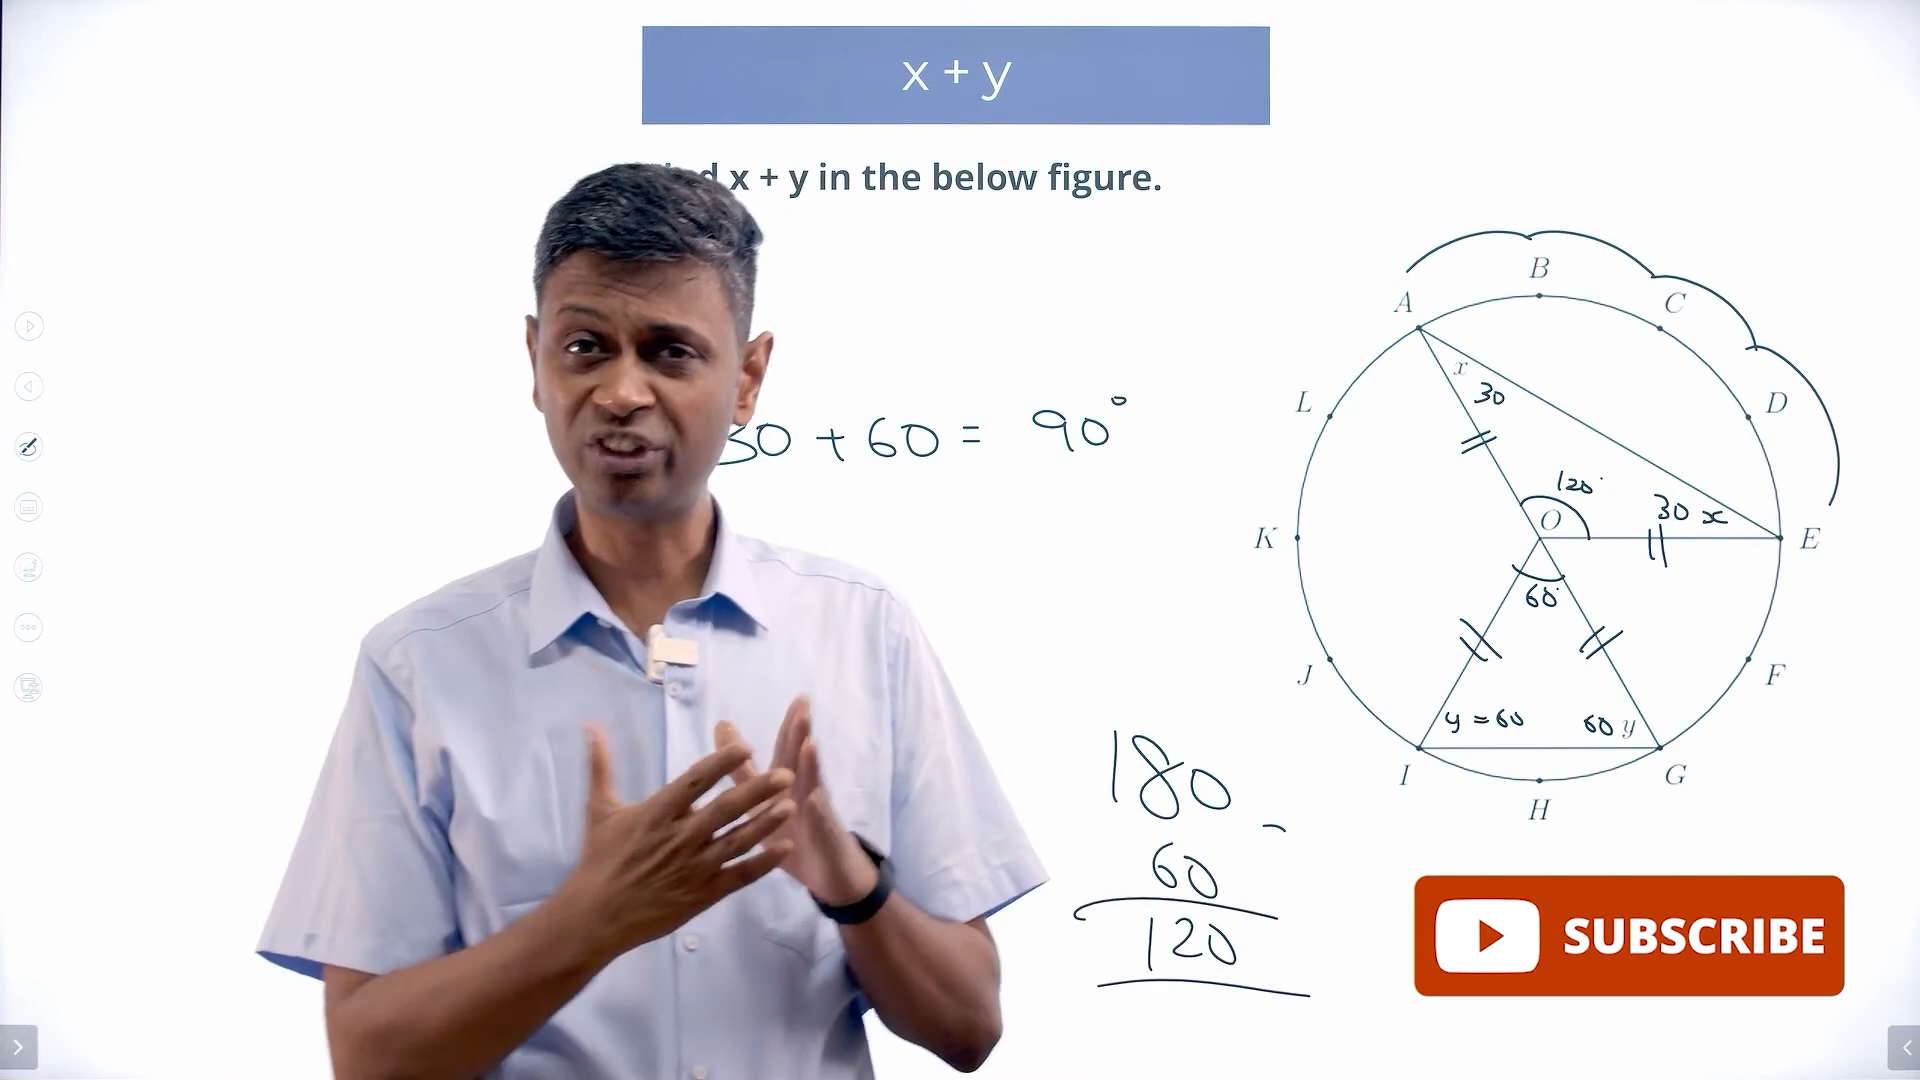 x + y
x + y in the below figure.
B
A
C
x
30
L
D
30 + 60 = 90°
120°
30 x
O
K
E
60°
J
F
y = 60
60 y
I
G
H
180
-
60
120
SUBSCRIBE